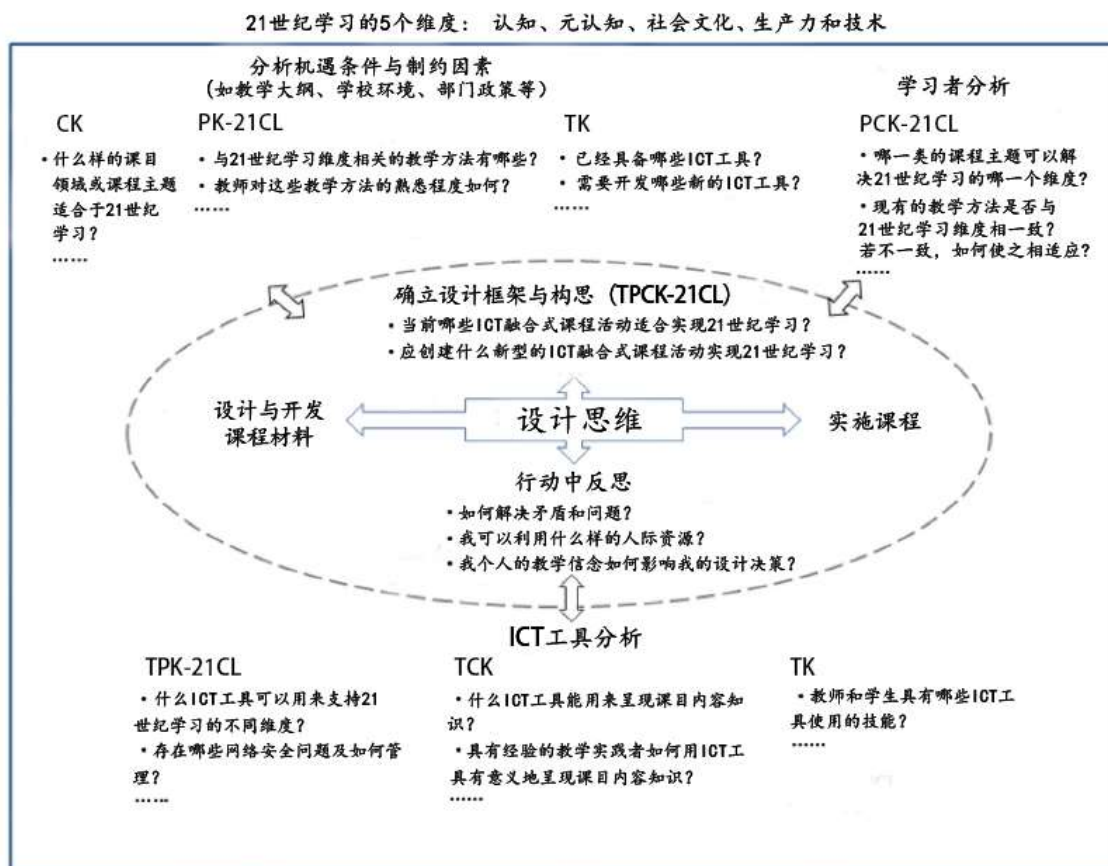 21世纪学习的5个维度： 认知、元认知、社会文化、生产力和技术
分析机遇条件与制约因素
（如教学大纲、学校环境、部门政策等）
学习者分析
CK
• 什么样的课目
领域或课程主题
适合于21世纪
学习？
……
PK-21CL
• 与21世纪学习维度相关的教学方法有哪些？
• 教师对这些教学方法的熟悉程度如何？
……
TK
• 已经具备哪些ICT工具？
• 需要开发哪些新的ICT工具？
……
PCK-21CL
• 哪一类的课程主题可以解
决21世纪学习的哪一个维度？
• 现有的教学方法是否与
21世纪学习维度相一致？
若不一致，如何使之相适应？
……
确立设计框架与构思（TPCK-21CL）
• 当前哪些ICT融合式课程活动适合实现21世纪学习？
• 应创建什么新型的ICT融合式课程活动实现21世纪学习？
设计与开发
课程材料
设计思维
实施课程
行动中反思
• 如何解决矛盾和问题？
• 我可以利用什么样的人际资源？
• 我个人的教学信念如何影响我的设计决策？
ICT工具分析
TPK-21CL
• 什么ICT工具可以用来支持21
世纪学习的不同维度？
• 存在哪些网络安全问题及如何管
理？
……
TCK
• 什么ICT工具能用来呈现课目内容知
识？
• 具有经验的教学实践者如何用ICT工
具有意义地呈现课目内容知识？
……
TK
• 教师和学生具有哪些ICT工
具使用的技能？
……